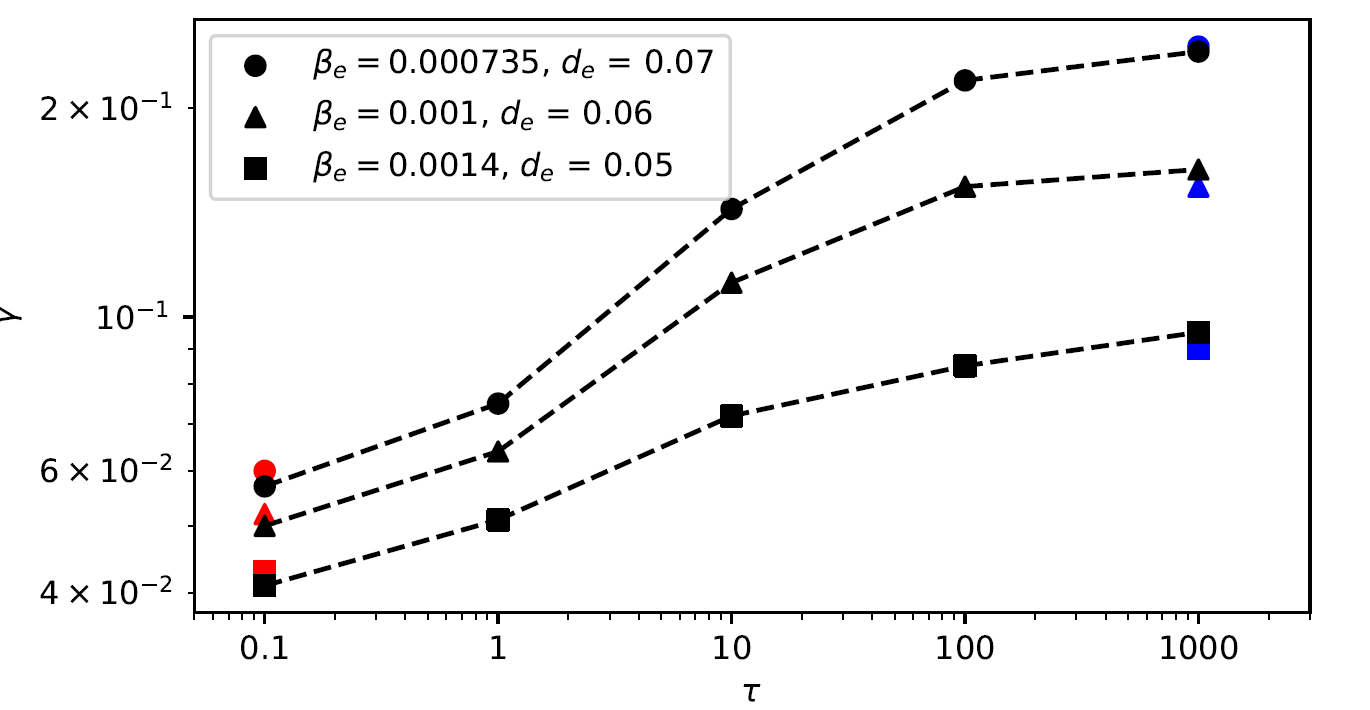 β_e = 0.000735, d_e = 0.07
β_e = 0.001, d_e = 0.06
β_e = 0.0014, d_e = 0.05
2 × 10⁻¹
10⁻¹
6 × 10⁻²
4 × 10⁻²
γ
0.1 1 10 100 1000
τ